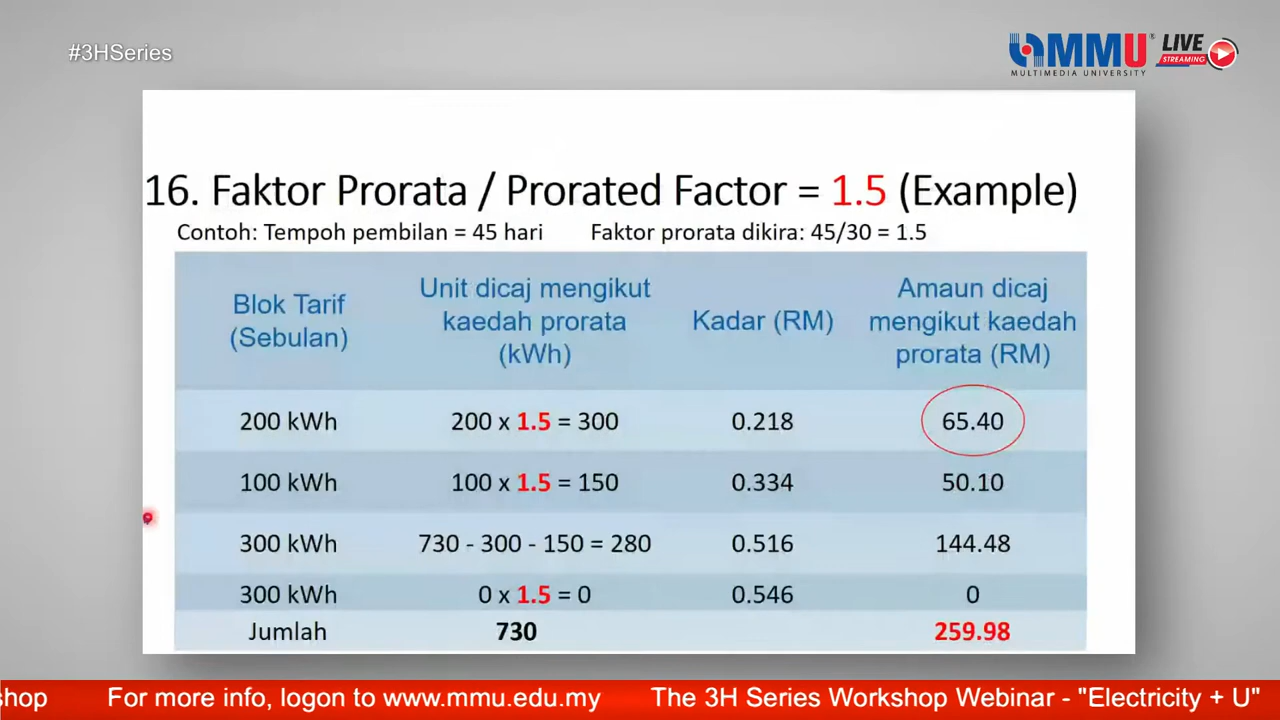 #3HSeries
MMU LIVE
STREAMING
MULTIMEDIA UNIVERSITY
16. Faktor Prorata / Prorated Factor = 1.5 (Example)
Contoh: Tempoh pembilan = 45 hari Faktor prorata dikira: 45/30 = 1.5
Blok Tarif
(Sebulan)
Unit dicaj mengikut
kaedah prorata
(kWh)
Kadar (RM)
Amaun dicaj
mengikut kaedah
prorata (RM)
200 kWh 200 x 1.5 = 300 0.218 65.40
100 kWh 100 x 1.5 = 150 0.334 50.10
300 kWh 730 - 300 - 150 = 280 0.516 144.48
300 kWh 0 x 1.5 = 0 0.546 0
Jumlah 730 259.98
shop For more info, logon to www.mmu.edu.my The 3H Series Workshop Webinar - "Electricity + U"